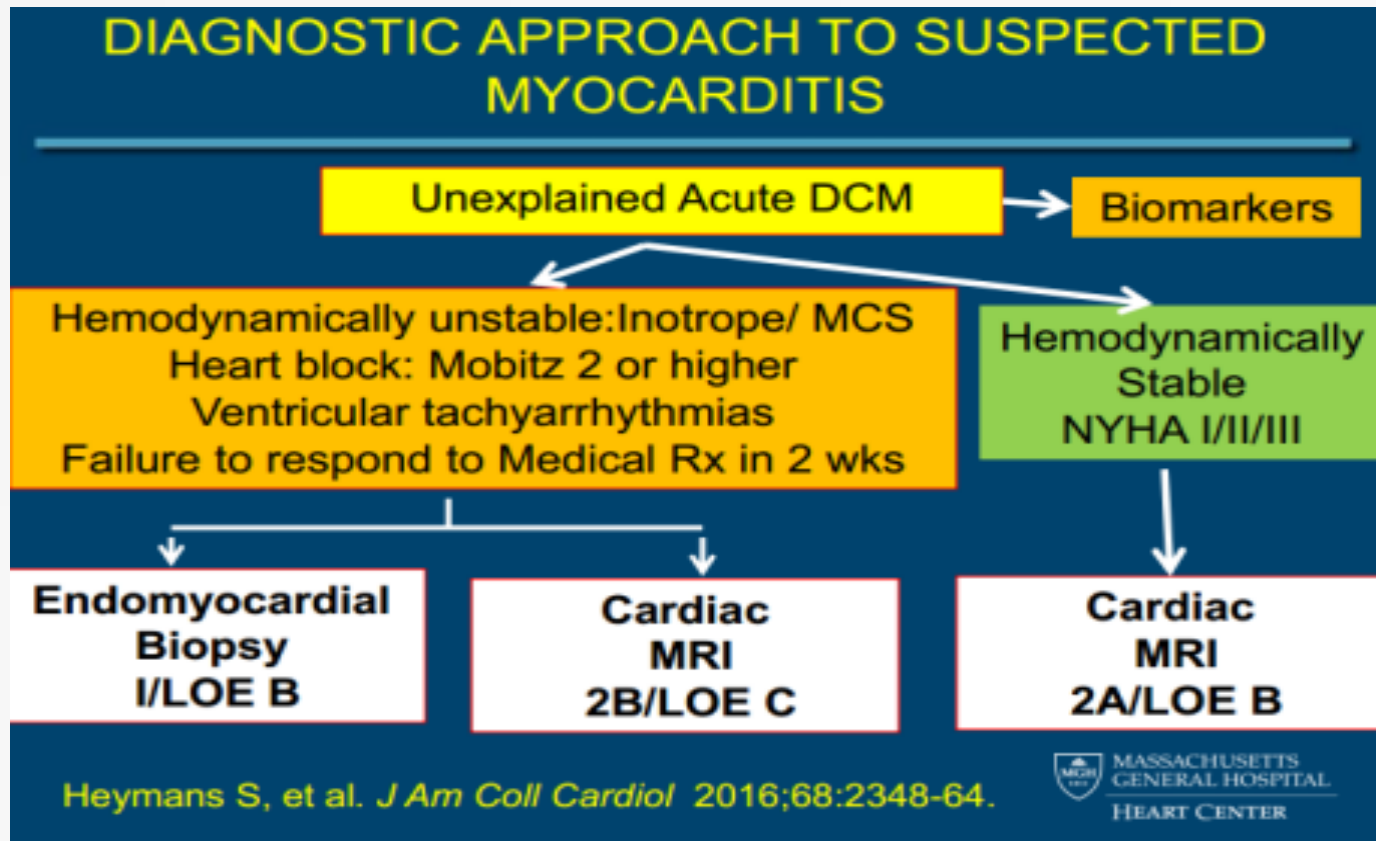 DIAGNOSTIC APPROACH TO SUSPECTED
MYOCARDITIS
Unexplained Acute DCM
Biomarkers
Hemodynamically unstable:Inotrope/ MCS
Heart block: Mobitz 2 or higher
Ventricular tachyarrhythmias
Failure to respond to Medical Rx in 2 wks
Hemodynamically
Stable
NYHA I/II/III
Endomyocardial
Biopsy
I/LOE B
Cardiac
MRI
2B/LOE C
Cardiac
MRI
2A/LOE B
Heymans S, et al. J Am Coll Cardiol 2016;68:2348-64.
MGH
MASSACHUSETTS
GENERAL HOSPITAL
HEART CENTER